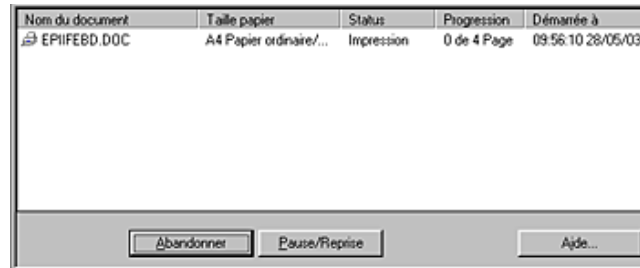 Nom du document Taille papier Status Progression Démarrée à
EPIIFEBD.DOC A4 Papier ordinaire/... Impression 0 de 4 Page 09:56:10 28/05/03
Abandonner Pause/Reprise Aide...